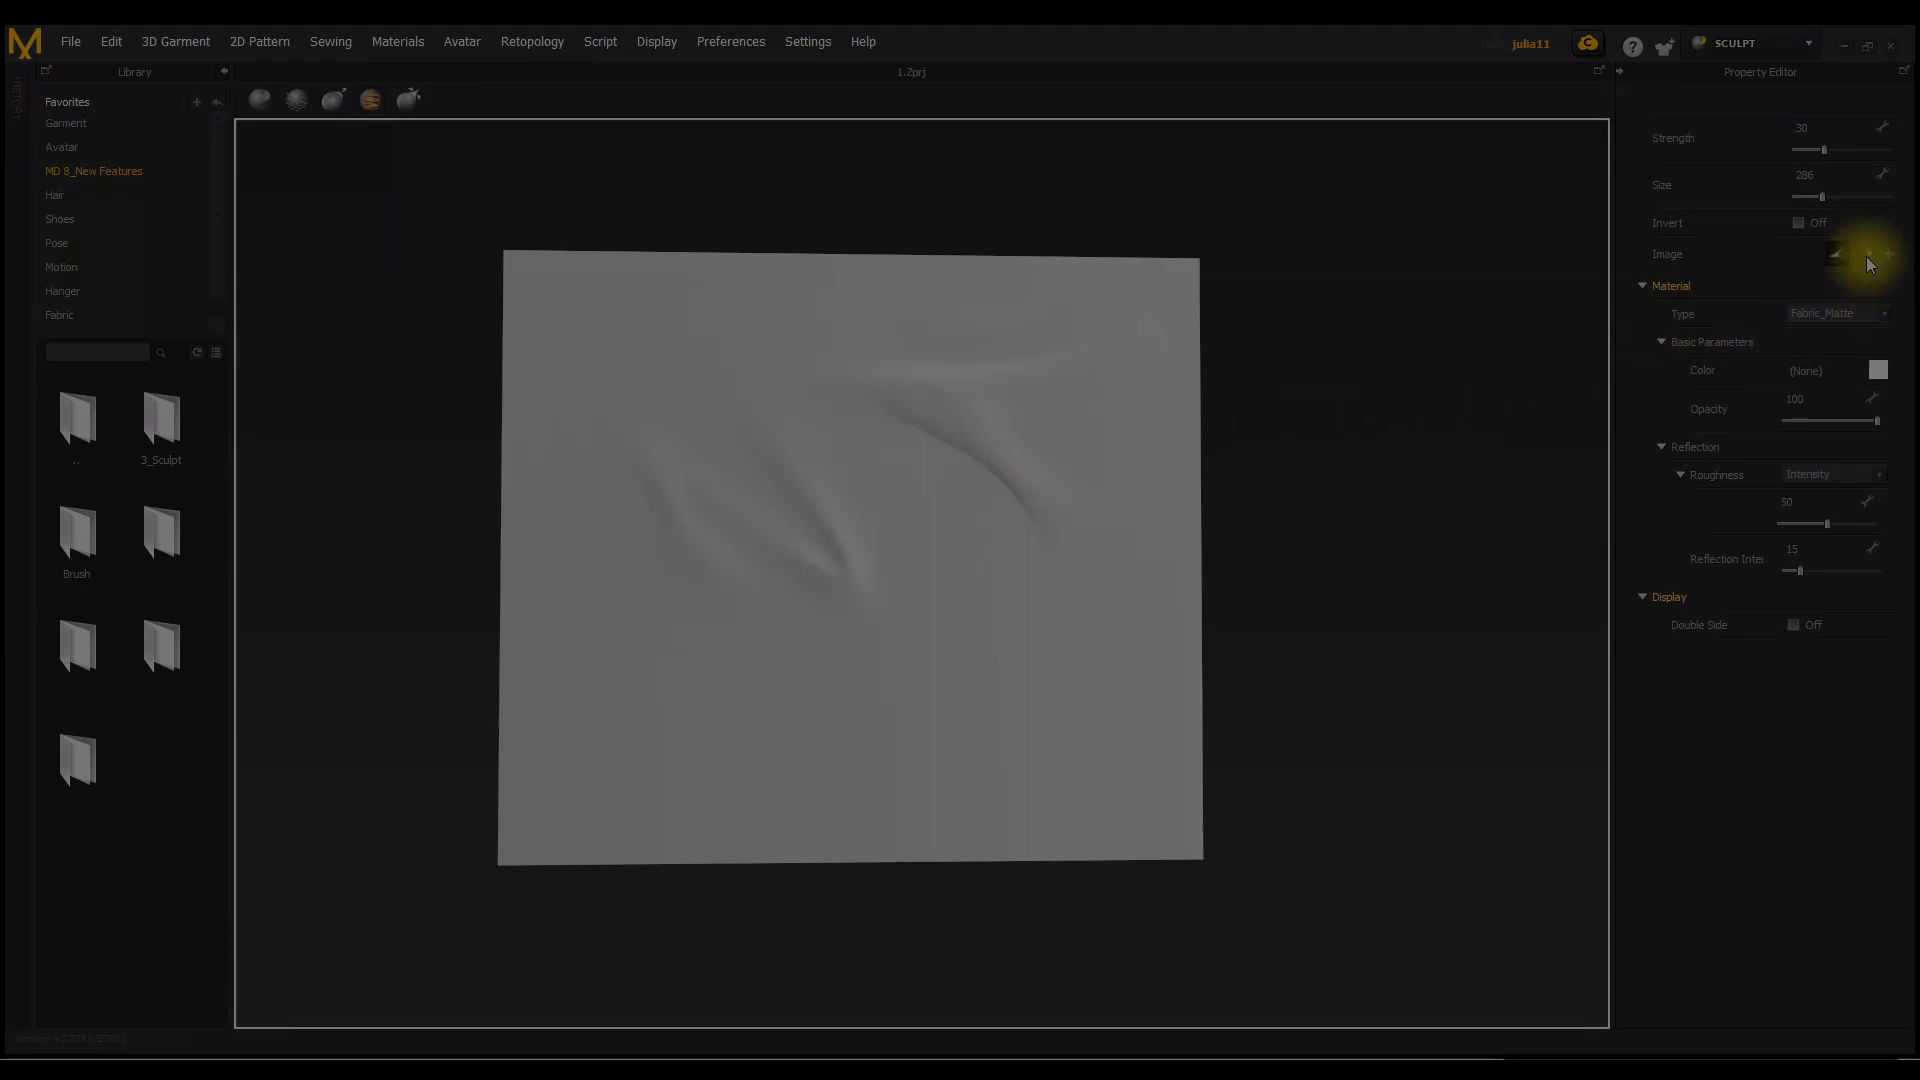 File Edit 3D Garment 2D Pattern Sewing Materials Avatar Retopology Script Display Preferences Settings Help
Hello, julia11
SCULPT
Library
1.Zprj
Property Editor
HISTORY
Favorites
Garment
Avatar
MD 8_New Features
Hair
Shoes
Pose
Motion
Hanger
Fabric
..
3_Sculpt
Brush
Strength
30
Size
286
Invert
Off
Image
Material
Type
Fabric_Matte
Basic Parameters
Color
(None)
Opacity
100
Reflection
Roughness
Intensity
50
Reflection Inter
15
Display
Double Side
Off